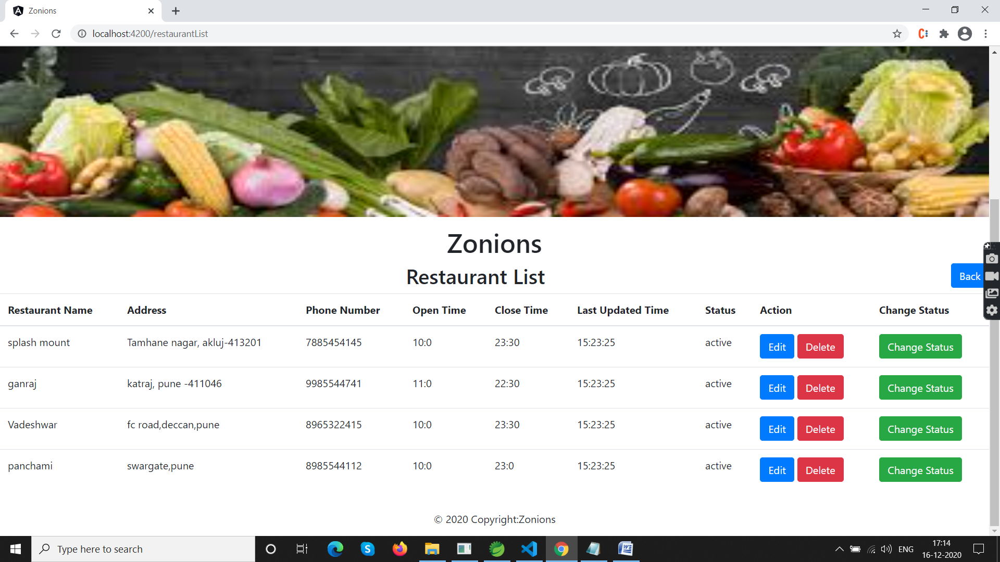 Zonions
localhost:4200/restaurantList
Zonions
Restaurant List
Back
Restaurant Name Address Phone Number Open Time Close Time Last Updated Time Status Action Change Status
splash mount Tamhane nagar, akluj-413201 7885454145 10:0 23:30 15:23:25 active Edit Delete Change Status
ganraj katraj, pune -411046 9985544741 11:0 22:30 15:23:25 active Edit Delete Change Status
Vadeshwar fc road,deccan,pune 8965322415 10:0 23:30 15:23:25 active Edit Delete Change Status
panchami swargate,pune 8985544112 10:0 23:0 15:23:25 active Edit Delete Change Status
© 2020 Copyright:Zonions
Type here to search
ENG
17:14
16-12-2020